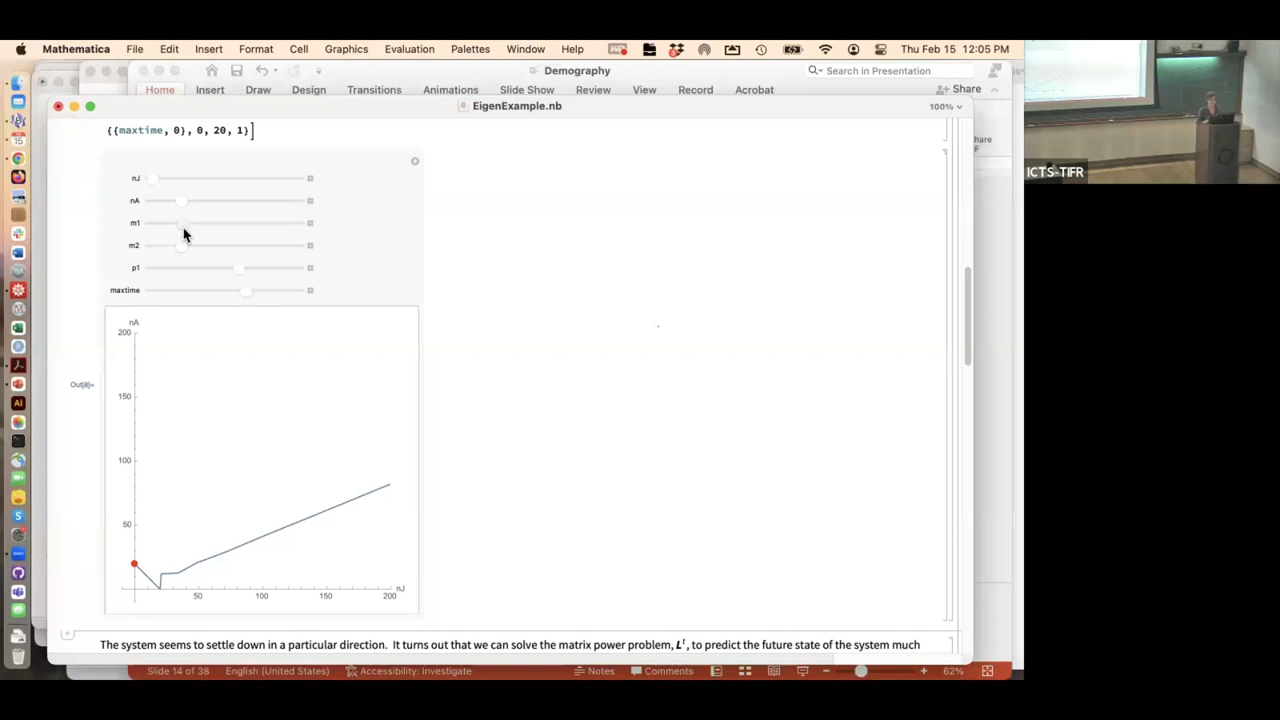 Mathematica File Edit Insert Format Cell Graphics Evaluation Palettes Window Help Thu Feb 15 12:05 PM
Demography
Search in Presentation
Home Insert Draw Design Transitions Animations Slide Show Review View Record Acrobat
Share
EigenExample.nb
100%
{{maxtime, 0}, 0, 20, 1}]
nJ
nA
m1
m2
p1
maxtime
nA
200
150
100
50
50 100 150 200
nJ
Out[8]=
The system seems to settle down in a particular direction. It turns out that we can solve the matrix power problem, Lᵗ, to predict the future state of the system much
Slide 14 of 38 English (United States) Accessibility: Investigate Notes Comments 62%
ICTS-TIFR